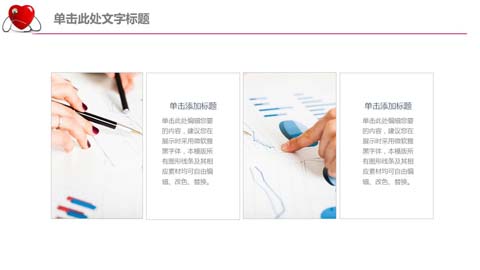 单击此处文字标题
单击添加标题
单击此处编辑您要
的内容，建议您在
展示时采用微软雅
黑字体，本模版所
有图形线条及其相
应素材均可自由编
辑、改色、替换。
单击添加标题
单击此处编辑您要
的内容，建议您在
展示时采用微软雅
黑字体，本模版所
有图形线条及其相
应素材均可自由编
辑、改色、替换。